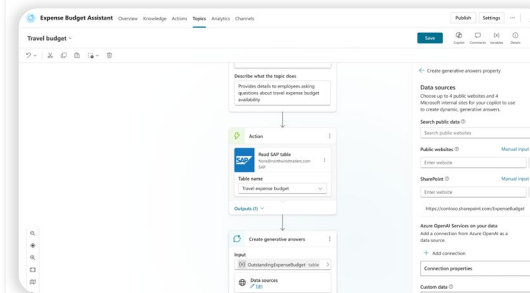 Expense Budget Assistant Overview Knowledge Actions Topics Analytics Channels
Publish Settings
Travel budget
Save
Copilot Comments Variables Details
Describe what the topic does
Provides details to employees asking
questions about travel expense budget
availability
Action
Read SAP table
SAP
Table name
Travel expense budget
Outputs (1)
Create generative answers
Input
{x} OutstandingExpenseBudget table
Data sources
Edit
Create generative answers property
Data sources
Choose up to 4 public websites and 4
Microsoft internal sites for your copilot to use
to create dynamic, generative answers.
Search public data
Search public websites
Public websites Manual input
Enter website
SharePoint Manual input
Enter website
https://contoso.sharepoint.com/ExpenseBudget
Azure OpenAI Services on your data
Add a connection from Azure OpenAI as a
data source.
Add connection
Connection properties
Custom data